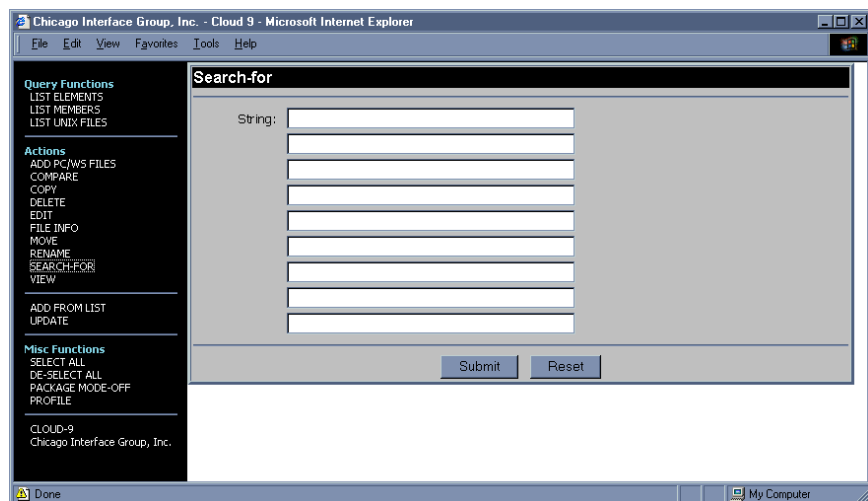 Chicago Interface Group, Inc. - Cloud 9 - Microsoft Internet Explorer
File Edit View Favorites Tools Help
Query Functions
LIST ELEMENTS
LIST MEMBERS
LIST UNIX FILES
Actions
ADD PC/WS FILES
COMPARE
COPY
DELETE
EDIT
FILE INFO
MOVE
RENAME
SEARCH-FOR
VIEW
ADD FROM LIST
UPDATE
Misc Functions
SELECT ALL
DE-SELECT ALL
PACKAGE MODE-OFF
PROFILE
CLOUD-9
Chicago Interface Group, Inc.
Search-for
String:
Submit Reset
Done My Computer